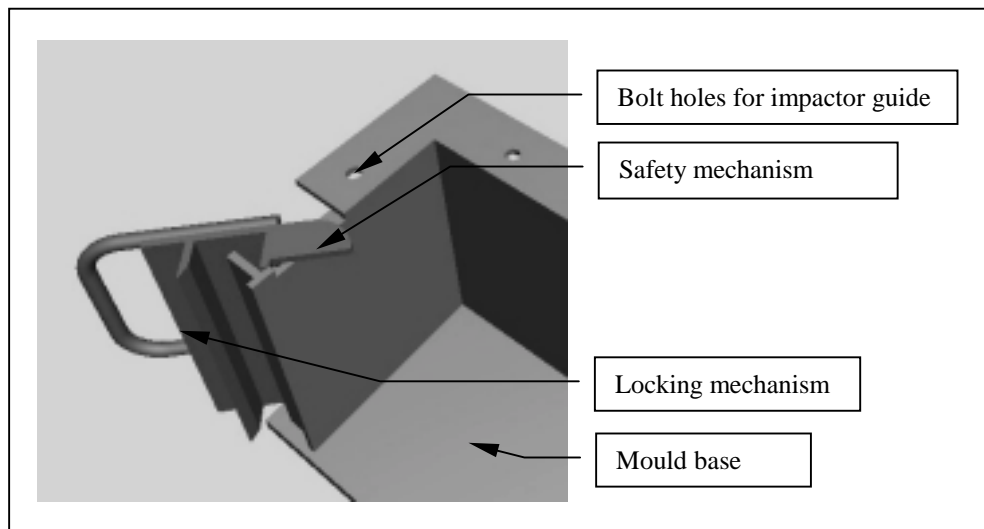 Bolt holes for impactor guide
Safety mechanism
Locking mechanism
Mould base